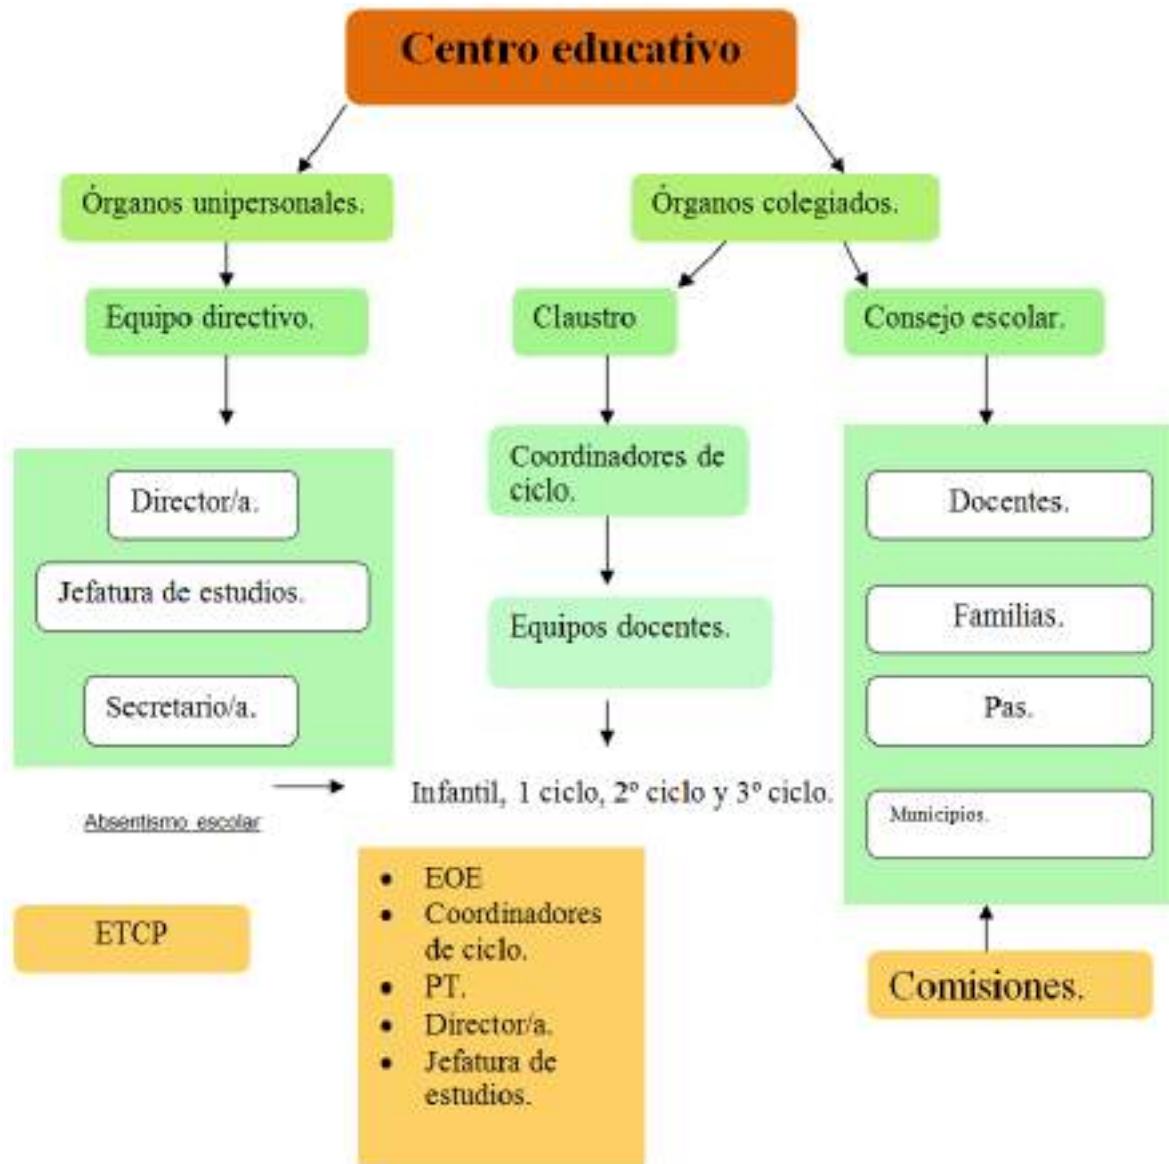 Centro educativo
Órganos unipersonales.
Órganos colegiados.
Equipo directivo.
Claustro
Consejo escolar.
Director/a.
Jefatura de estudios.
Secretario/a.
Coordinadores de
ciclo.
Equipos docentes.
Infantil, 1 ciclo, 2º ciclo y 3º ciclo.
Docentes.
Familias.
Pas.
Municipios.
Absentismo escolar
ETCP
• EOE
• Coordinadores
de ciclo.
• PT.
• Director/a.
• Jefatura de
estudios.
Comisiones.